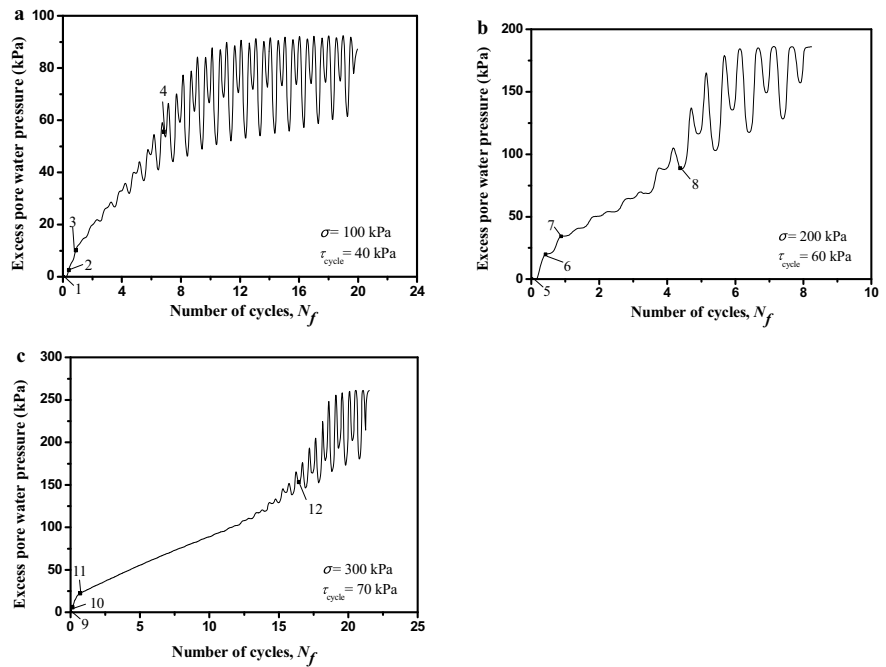 a
Excess pore water pressure (kPa)
100
80
60
40
20
0
0 4 8 12 16 20 24
Number of cycles, N_f
1
2
3
4
σ= 100 kPa
τcycle = 40 kPa
b
Excess pore water pressure (kPa)
200
150
100
50
0
0 2 4 6 8 10
Number of cycles, N_f
5
6
7
8
σ= 200 kPa
τcycle = 60 kPa
c
Excess pore water pressure (kPa)
300
250
200
150
100
50
0
0 5 10 15 20 25
Number of cycles, N_f
9
10
11
12
σ= 300 kPa
τcycle = 70 kPa